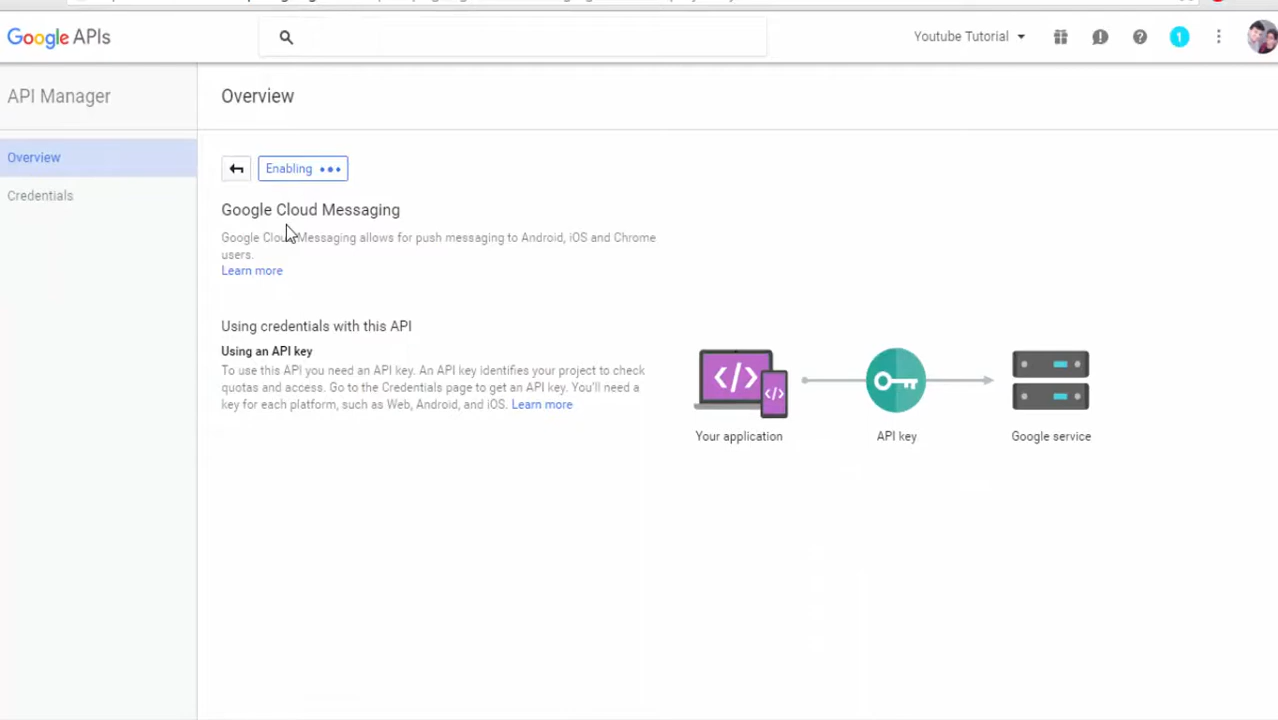 Google APIs
Youtube Tutorial
1
API Manager
Overview
Overview
Credentials
Enabling
Google Cloud Messaging
Google Cloud Messaging allows for push messaging to Android, iOS and Chrome
users.
Learn more
Using credentials with this API
Using an API key
To use this API you need an API key. An API key identifies your project to check
quotas and access. Go to the Credentials page to get an API key. You'll need a
key for each platform, such as Web, Android, and iOS. Learn more
</> </>
Your application
API key
Google service